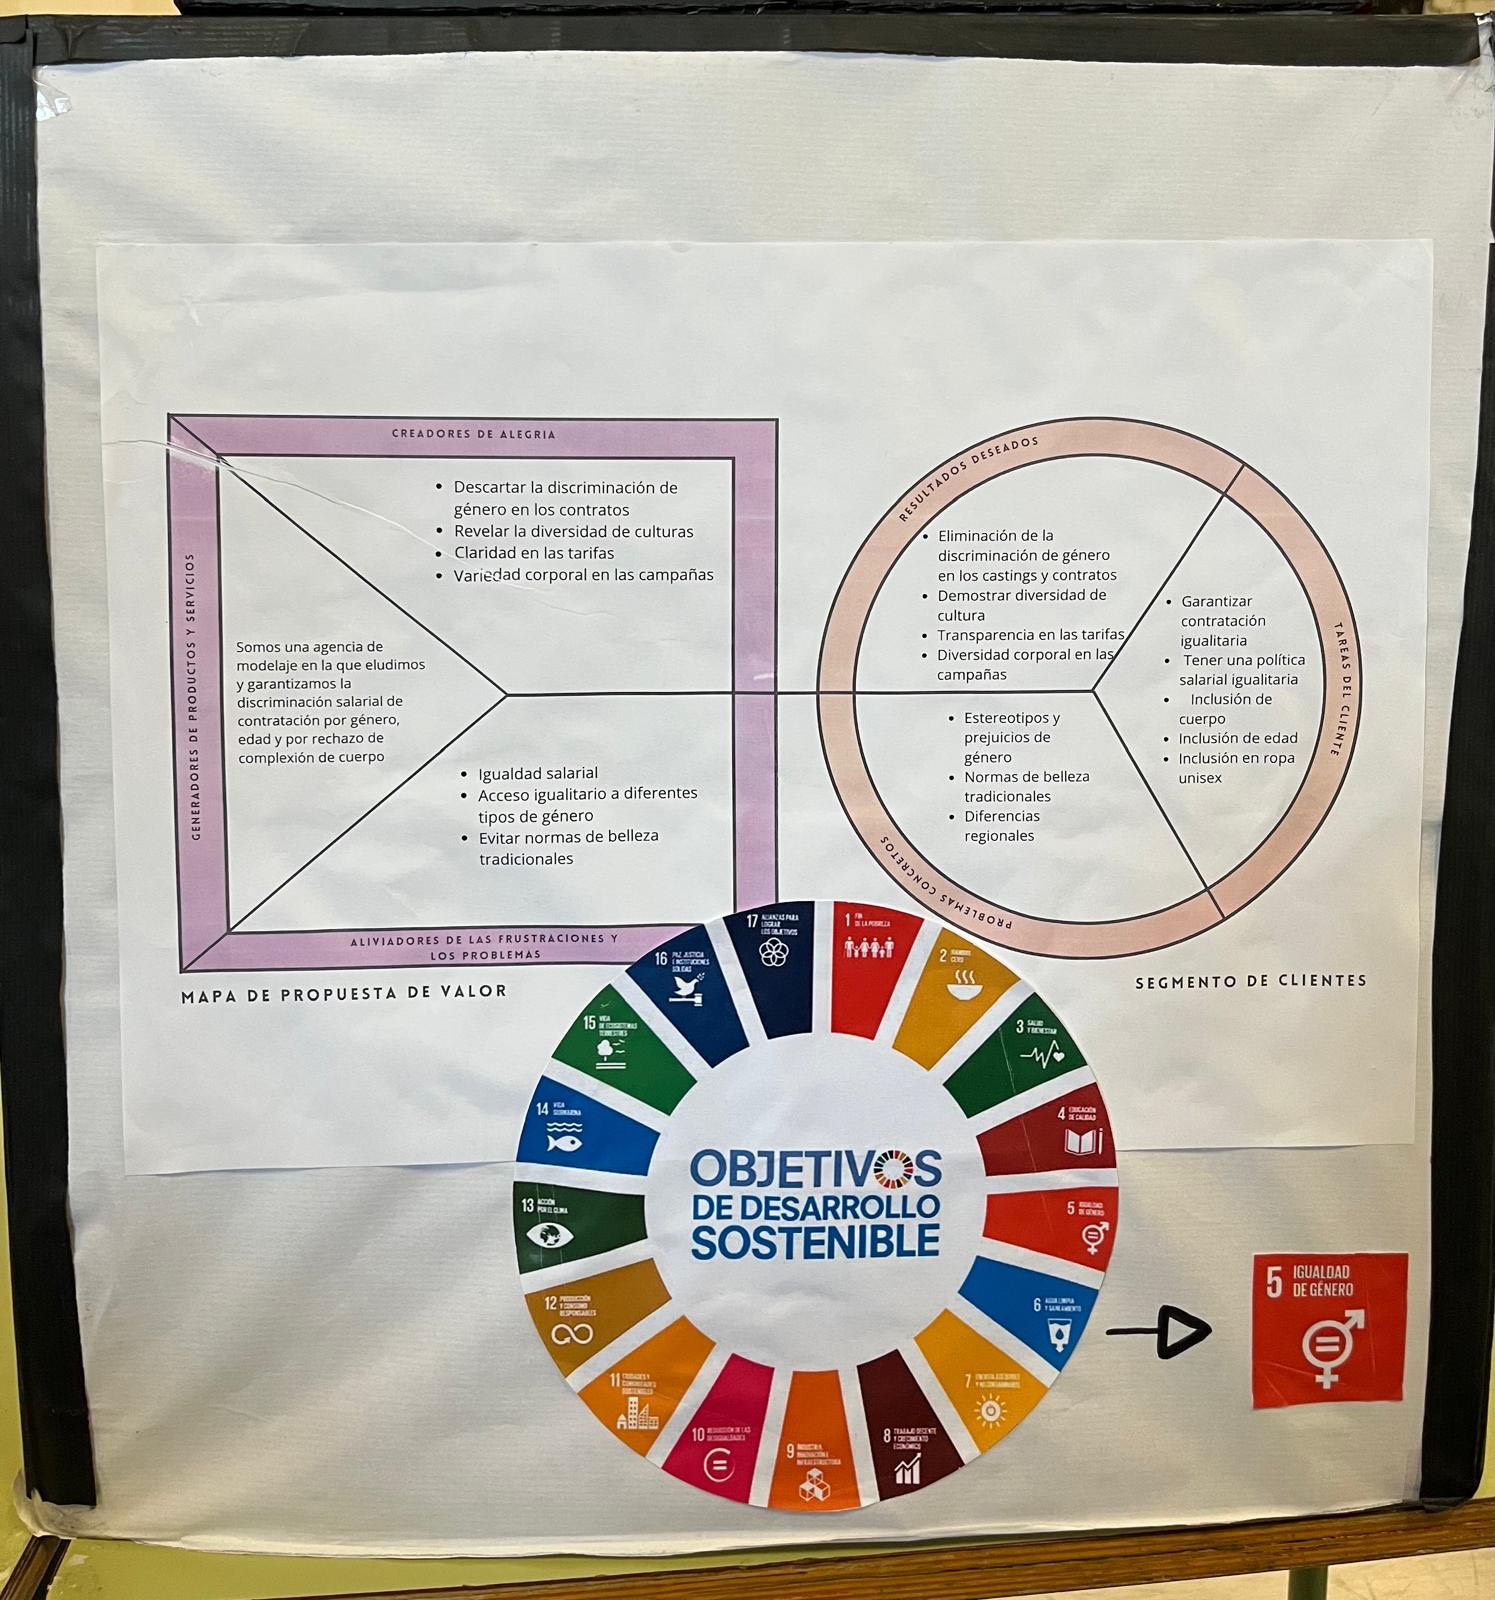 CREADORES DE ALEGRIA
• Descartar la discriminación de
género en los contratos
• Revelar la diversidad de culturas
• Claridad en las tarifas
• Variedad corporal en las campañas
GENERADORES DE PRODUCTOS Y SERVICIOS
Somos una agencia de
modelaje en la que eludimos
y garantizamos la
discriminación salarial de
contratación por género,
edad y por rechazo de
complexión de cuerpo
• Igualdad salarial
• Acceso igualitario a diferentes
tipos de género
• Evitar normas de belleza
tradicionales
ALIVIADORES DE LAS FRUSTRACIONES Y
LOS PROBLEMAS
MAPA DE PROPUESTA DE VALOR
RESULTADOS DESEADOS
• Eliminación de la
discriminación de género
en los castings y contratos
• Demostrar diversidad de
cultura
• Transparencia en las tarifas
• Diversidad corporal en las
campañas
TAREAS DEL CLIENTE
• Garantizar
contratación
igualitaria
• Tener una política
salarial igualitaria
• Inclusión de
cuerpo
• Inclusión de edad
• Inclusión en ropa
unisex
• Estereotipos y
prejuicios de
género
• Normas de belleza
tradicionales
• Diferencias
regionales
PROBLEMAS CONCRETOS
SEGMENTO DE CLIENTES
1 FIN
DE LA POBREZA
2 HAMBRE
CERO
3 SALUD
Y BIENESTAR
4 EDUCACIÓN
DE CALIDAD
5 IGUALDAD
DE GÉNERO
6 AGUA LIMPIA
Y SANEAMIENTO
7 ENERGÍA ASEQUIBLE
Y NO CONTAMINANTE
8 TRABAJO DECENTE
Y CRECIMIENTO
ECONÓMICO
9 INDUSTRIA,
INNOVACIÓN E
INFRAESTRUCTURA
10 REDUCCIÓN DE LAS
DESIGUALDADES
11 CIUDADES Y
COMUNIDADES
SOSTENIBLES
12 PRODUCCIÓN
Y CONSUMO
RESPONSABLES
13 ACCIÓN
POR EL CLIMA
14 VIDA
SUBMARINA
15 VIDA
DE ECOSISTEMAS
TERRESTRES
16 PAZ, JUSTICIA
E INSTITUCIONES
SÓLIDAS
17 ALIANZAS PARA
LOGRAR
LOS OBJETIVOS
OBJETIVOS
DE DESARROLLO
SOSTENIBLE
5 IGUALDAD
DE GÉNERO